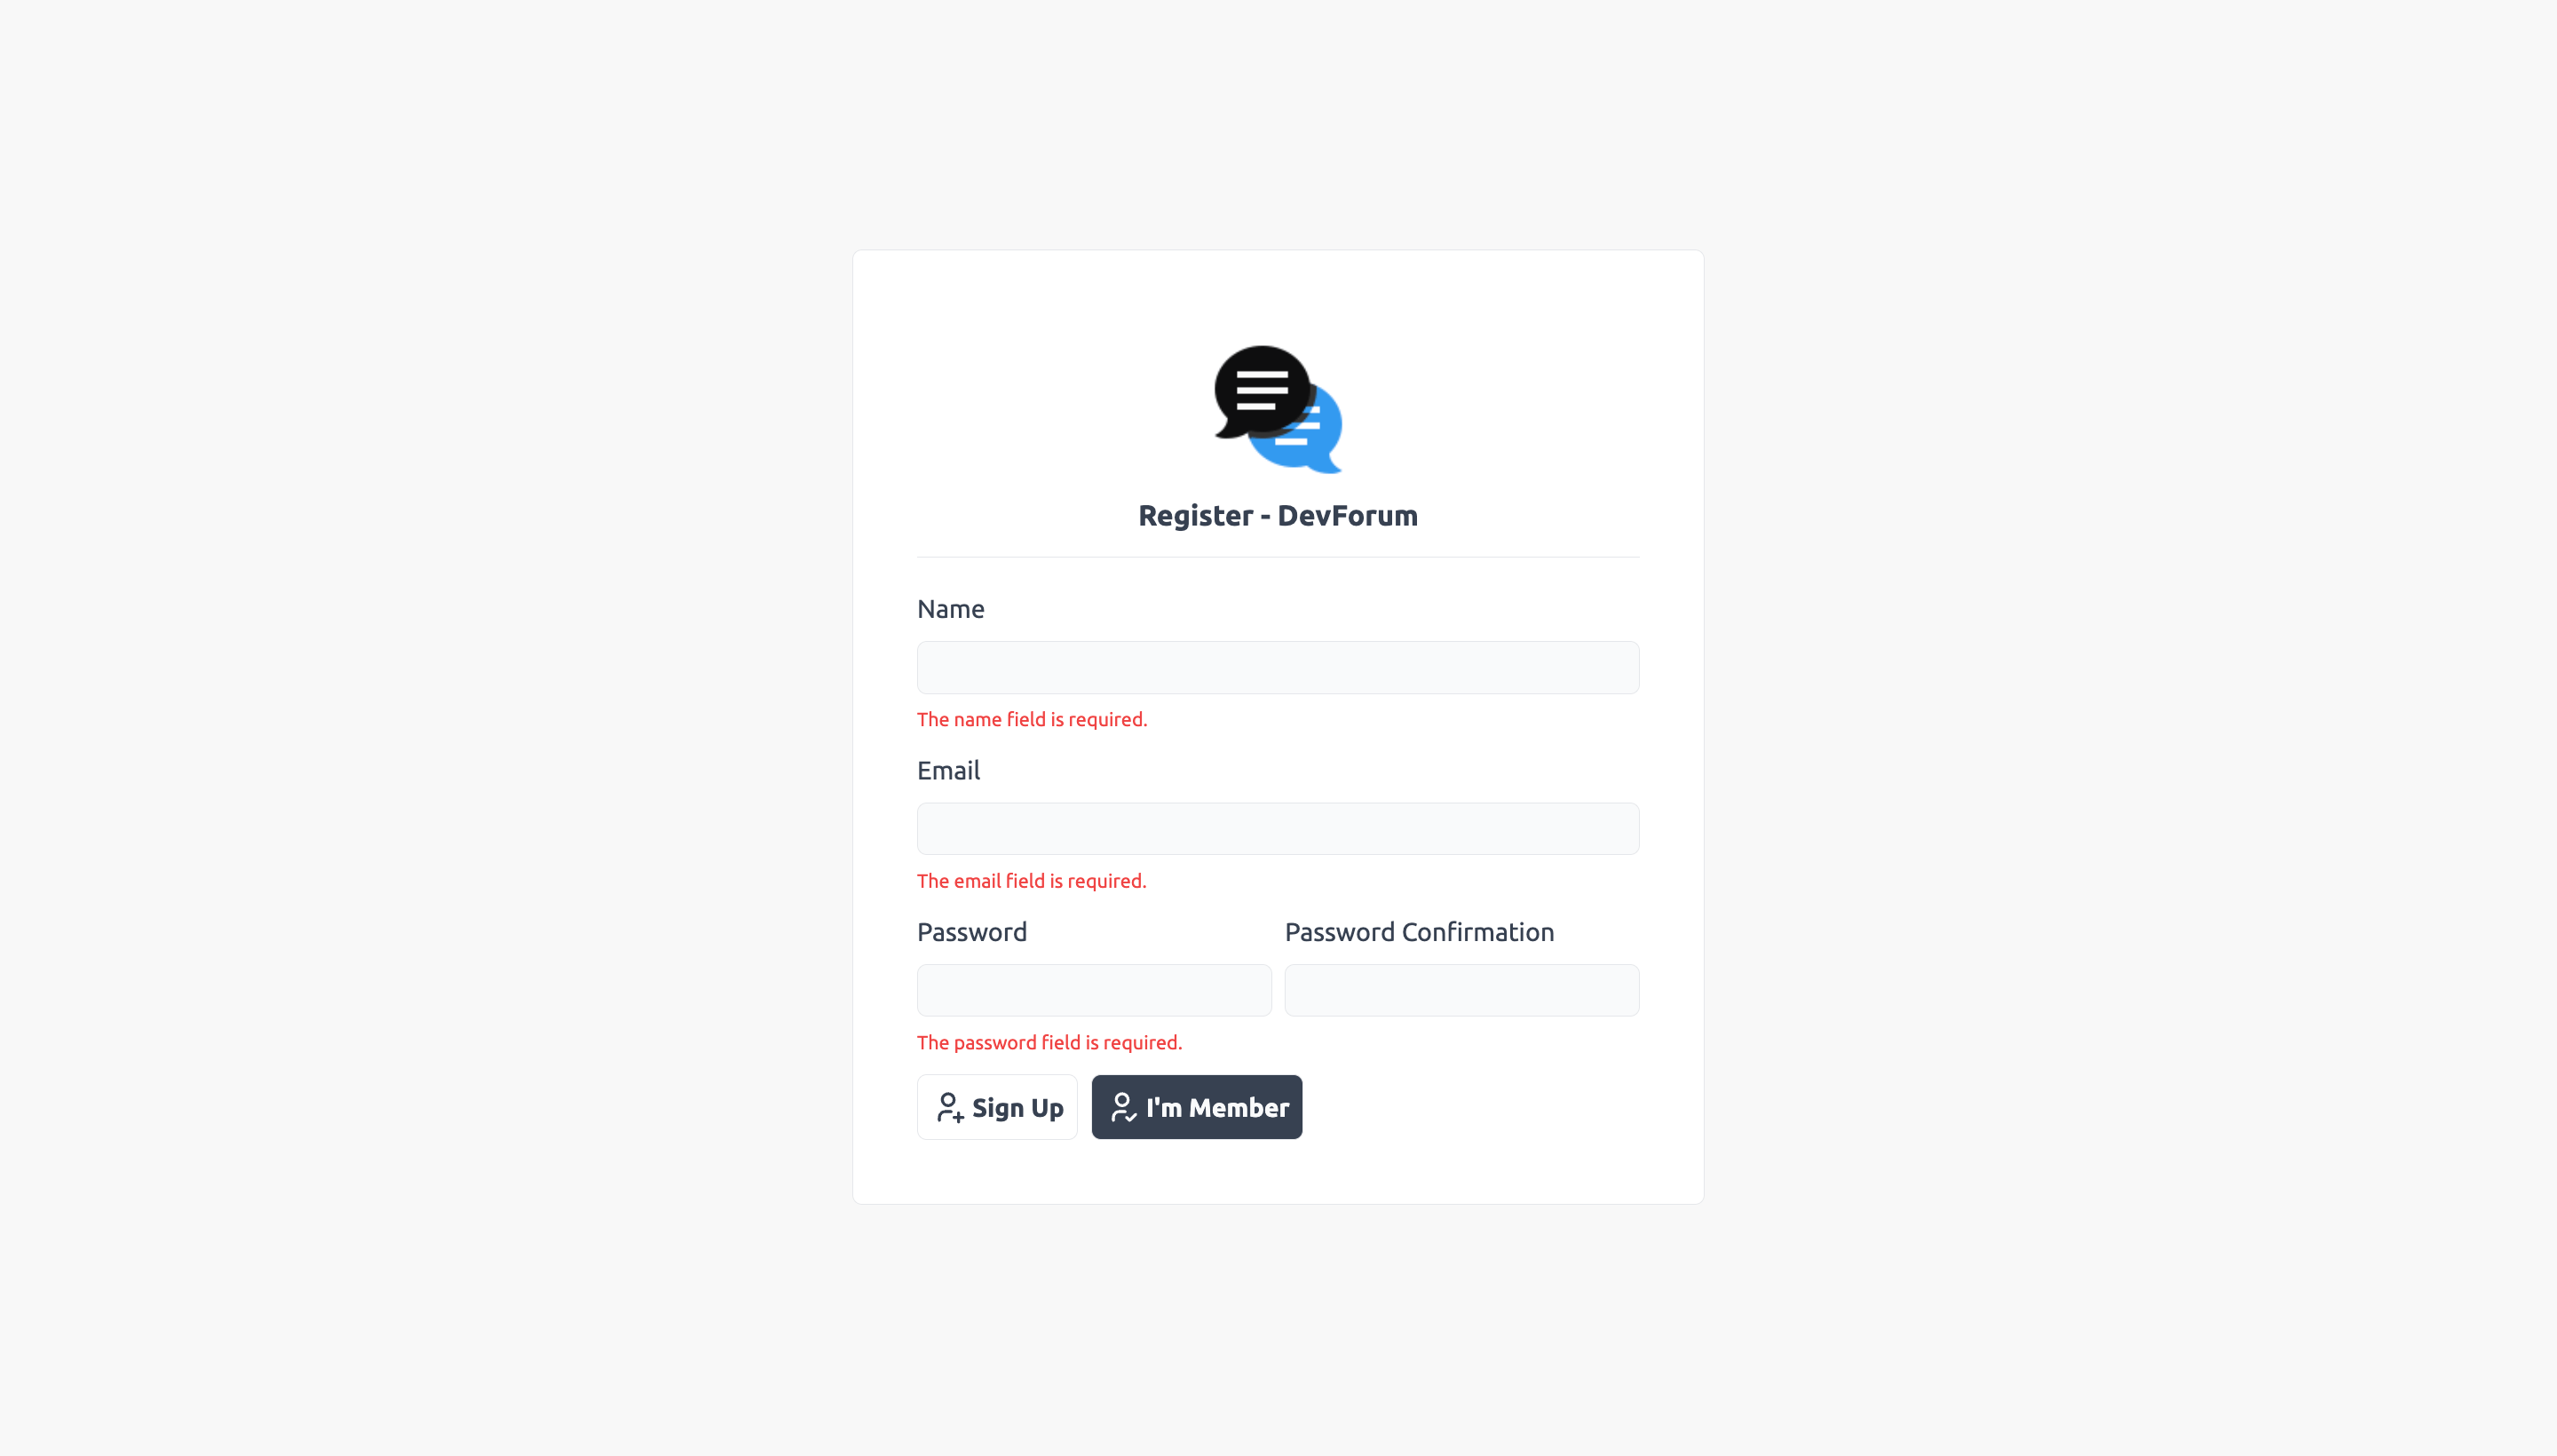 Register - DevForum
Name
The name field is required.
Email
The email field is required.
Password
Password Confirmation
The password field is required.
Sign Up
I'm Member